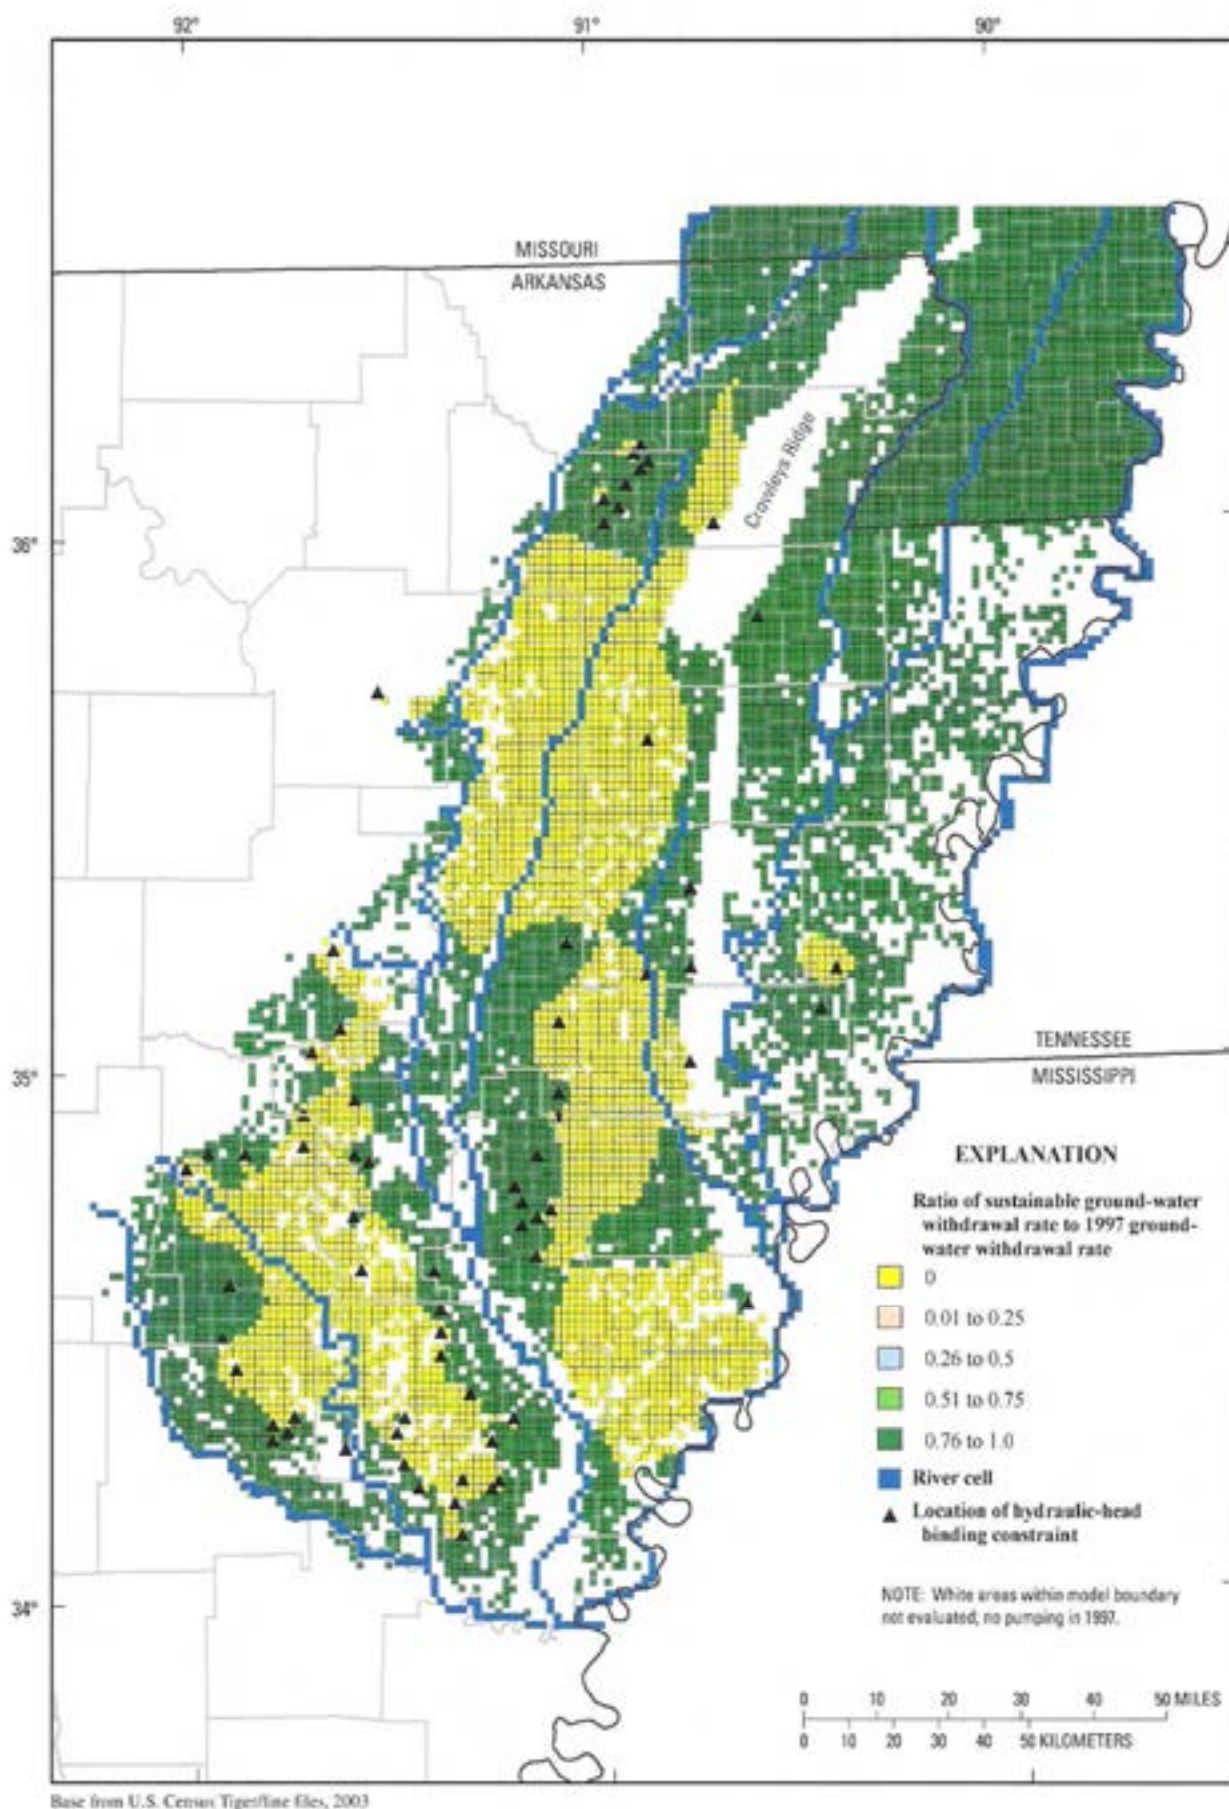 92°
91°
90°
MISSOURI
ARKANSAS
Crowleys Ridge
36°
35°
34°
TENNESSEE
MISSISSIPPI
EXPLANATION
Ratio of sustainable ground-water
withdrawal rate to 1997 ground-
water withdrawal rate
0
0.01 to 0.25
0.26 to 0.5
0.51 to 0.75
0.76 to 1.0
River cell
Location of hydraulic-head
binding constraint
NOTE: White areas within model boundary
not evaluated, no pumping in 1997.
0 10 20 30 40 50 MILES
0 10 20 30 40 50 KILOMETERS
Base from U.S. Census Tiger/line files, 2003